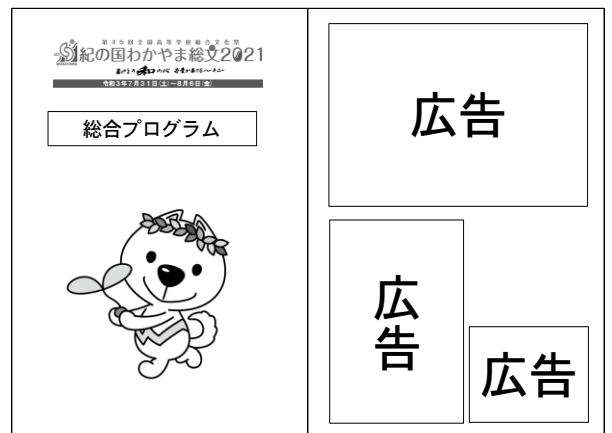 第45回全国高等学校総合文化祭
紀の国わかやま総文2021
令和3年7月31日(土)~8月6日(金)
総合プログラム
広告
広告
広告